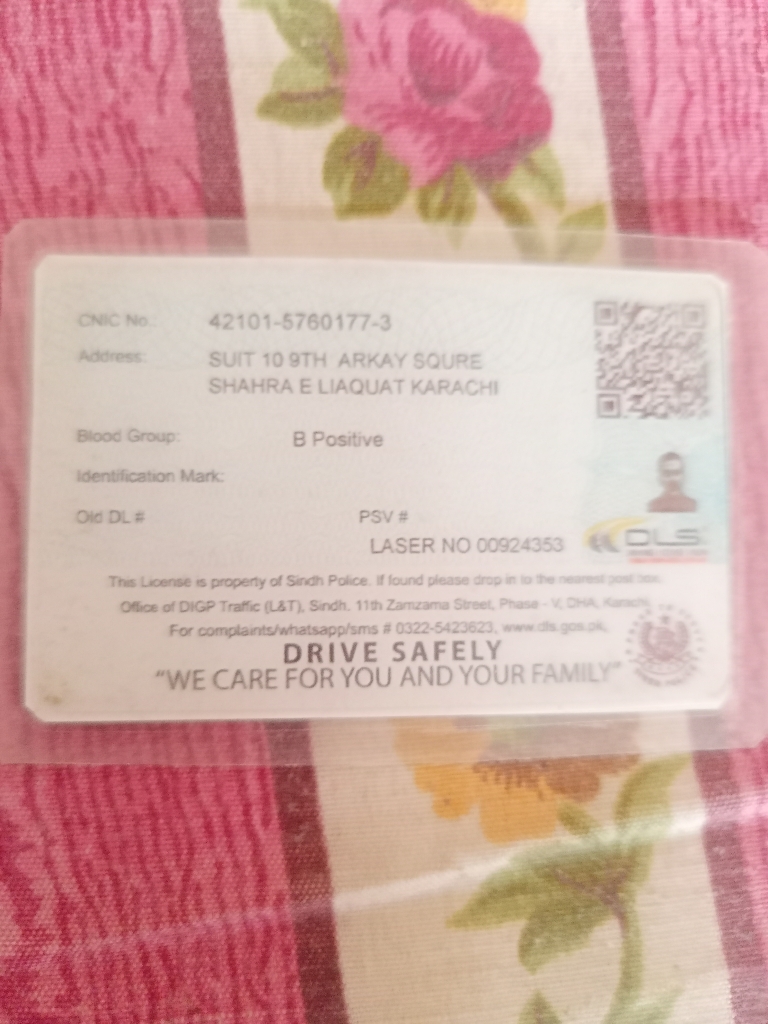 CNIC No. 42101-5760177-3
Address: SUIT 10 9TH ARKAY SQURE
SHAHRA E LIAQUAT KARACHI
Blood Group: B Positive
Identification Mark:
Old DL # PSV #
LASER NO 00924353
DLS
This License is property of Sindh Police. If found please drop in to the nearest post box.
Office of DIGP Traffic (L&T), Sindh, 11th Zamzama Street, Phase - V, DHA, Karachi.
For complaints/whatsapp/sms # 0322-5423623, www.dls.gos.pk,
DRIVE SAFELY
"WE CARE FOR YOU AND YOUR FAMILY"